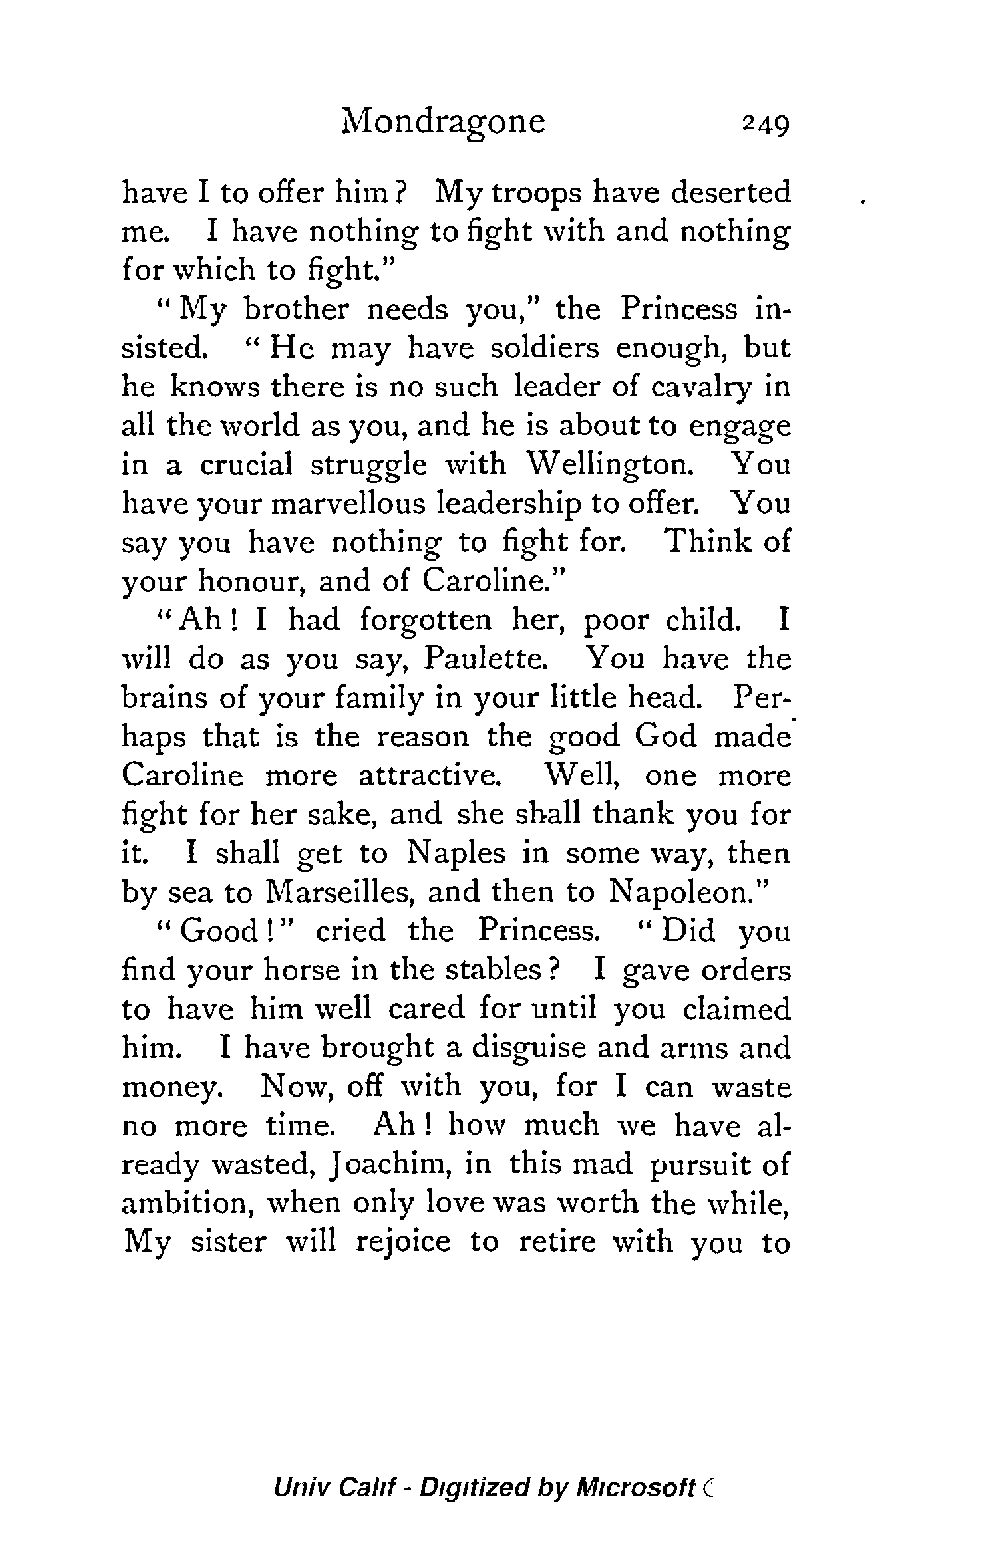 Mondragone 249
have I to offer him? My troops have deserted
me. I have nothing to fight with and nothing
for which to fight."
"My brother needs you," the Princess in-
sisted. "He may have soldiers enough, but
he knows there is no such leader of cavalry in
all the world as you, and he is about to engage
in a crucial struggle with Wellington. You
have your marvellous leadership to offer. You
say you have nothing to fight for. Think of
your honour, and of Caroline."
"Ah! I had forgotten her, poor child. I
will do as you say, Paulette. You have the
brains of your family in your little head. Per-
haps that is the reason the good God made
Caroline more attractive. Well, one more
fight for her sake, and she shall thank you for
it. I shall get to Naples in some way, then
by sea to Marseilles, and then to Napoleon."
"Good!" cried the Princess. "Did you
find your horse in the stables? I gave orders
to have him well cared for until you claimed
him. I have brought a disguise and arms and
money. Now, off with you, for I can waste
no more time. Ah! how much we have al-
ready wasted, Joachim, in this mad pursuit of
ambition, when only love was worth the while,
My sister will rejoice to retire with you to
Univ Calif - Digitized by Microsoft (